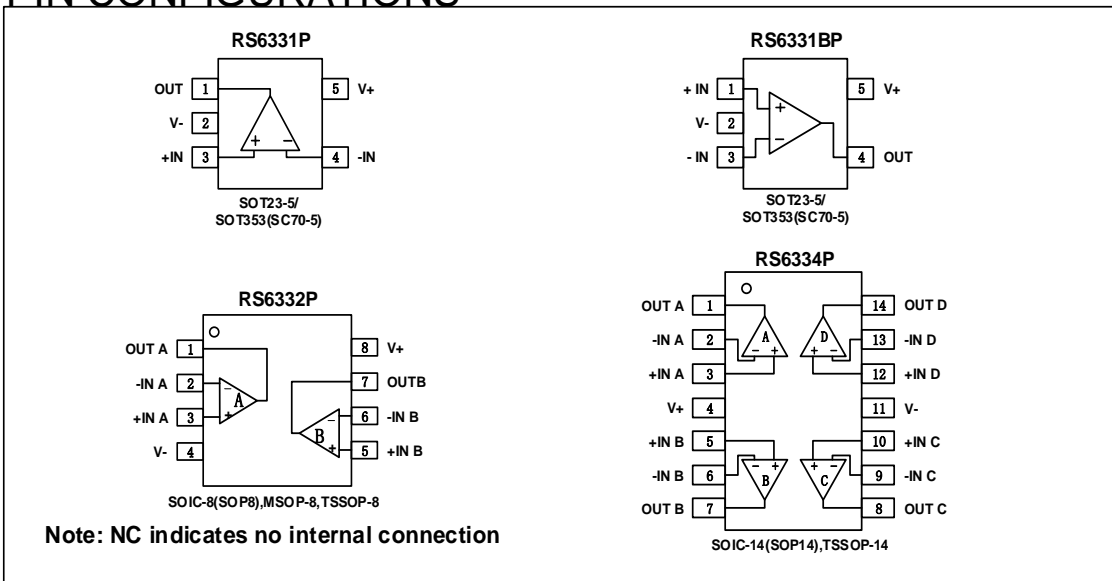 PIN CONFIGURATIONS
RS6331P
OUT 1 5 V+
V- 2
+ -
+IN 3 4 -IN
SOT23-5/
SOT353(SC70-5)
RS6331BP
+ IN 1 5 V+
+
V- 2
-
- IN 3 4 OUT
SOT23-5/
SOT353(SC70-5)
RS6332P
OUT A 1 8 V+
-IN A 2 7 OUTB
- A +
+IN A 3 6 -IN B
- B +
V- 4 5 +IN B
SOIC-8(SOP8),MSOP-8,TSSOP-8
Note: NC indicates no internal connection
RS6334P
OUT A 1 14 OUT D
A D
-IN A 2 13 -IN D
- + + -
+IN A 3 12 +IN D
V+ 4 11 V-
+IN B 5 10 +IN C
- + + -
-IN B 6 9 -IN C
B C
OUT B 7 8 OUT C
SOIC-14(SOP14),TSSOP-14